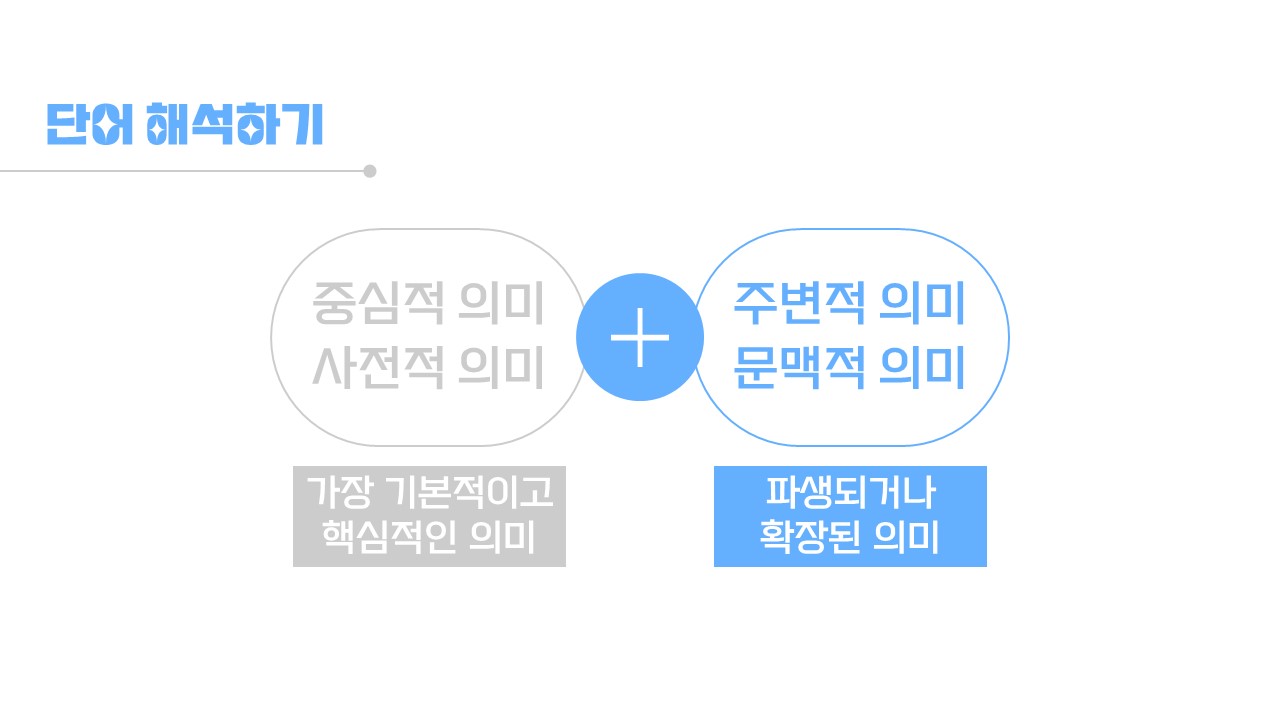 단어 해석하기
중심적 의미
사전적 의미
+
주변적 의미
문맥적 의미
가장 기본적이고
핵심적인 의미
파생되거나
확장된 의미